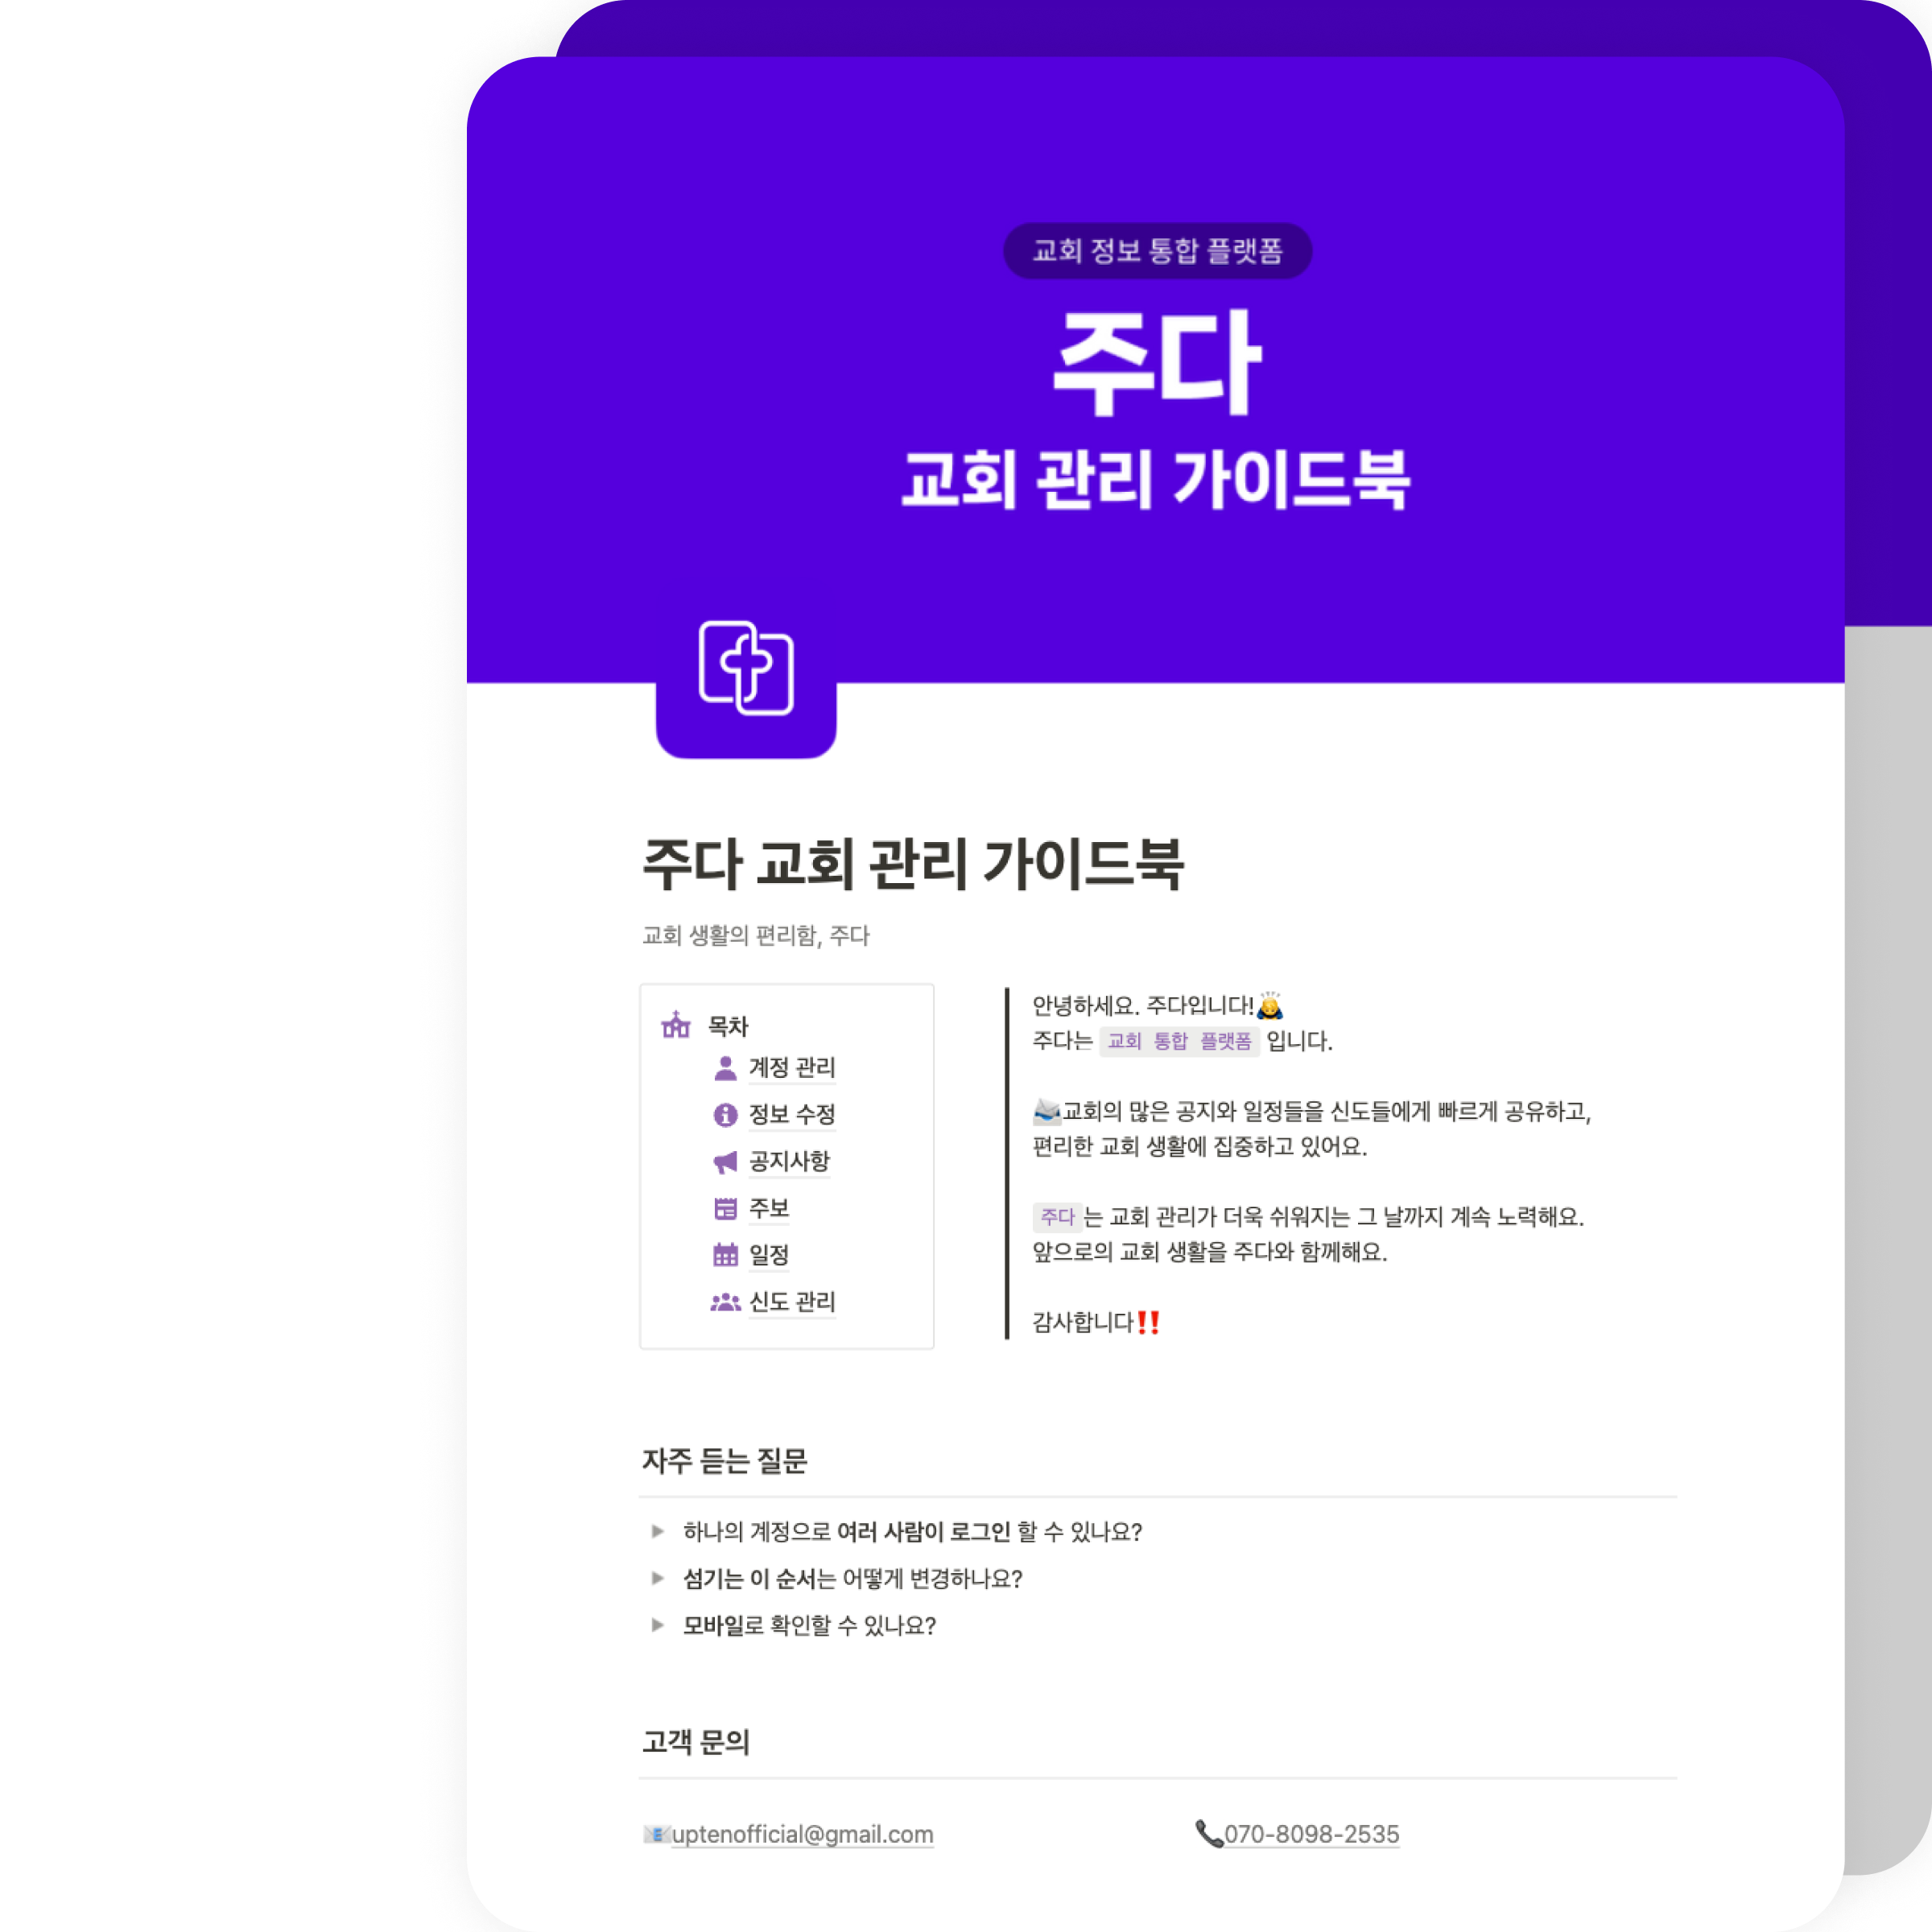 교회 정보 통합 플랫폼
주다
교회 관리 가이드북
주다 교회 관리 가이드북
교회 생활의 편리함, 주다
목차
계정 관리
정보 수정
공지사항
주보
일정
신도 관리
안녕하세요. 주다입니다!🙇
주다는 교회 통합 플랫폼 입니다.
📨교회의 많은 공지와 일정들을 신도들에게 빠르게 공유하고,
편리한 교회 생활에 집중하고 있어요.
주다는 교회 관리가 더욱 쉬워지는 그 날까지 계속 노력해요.
앞으로의 교회 생활을 주다와 함께해요.
감사합니다‼️
자주 듣는 질문
하나의 계정으로 여러 사람이 로그인 할 수 있나요?
섬기는 이 순서는 어떻게 변경하나요?
모바일로 확인할 수 있나요?
고객 문의
📧uptenofficial@gmail.com
📞070-8098-2535